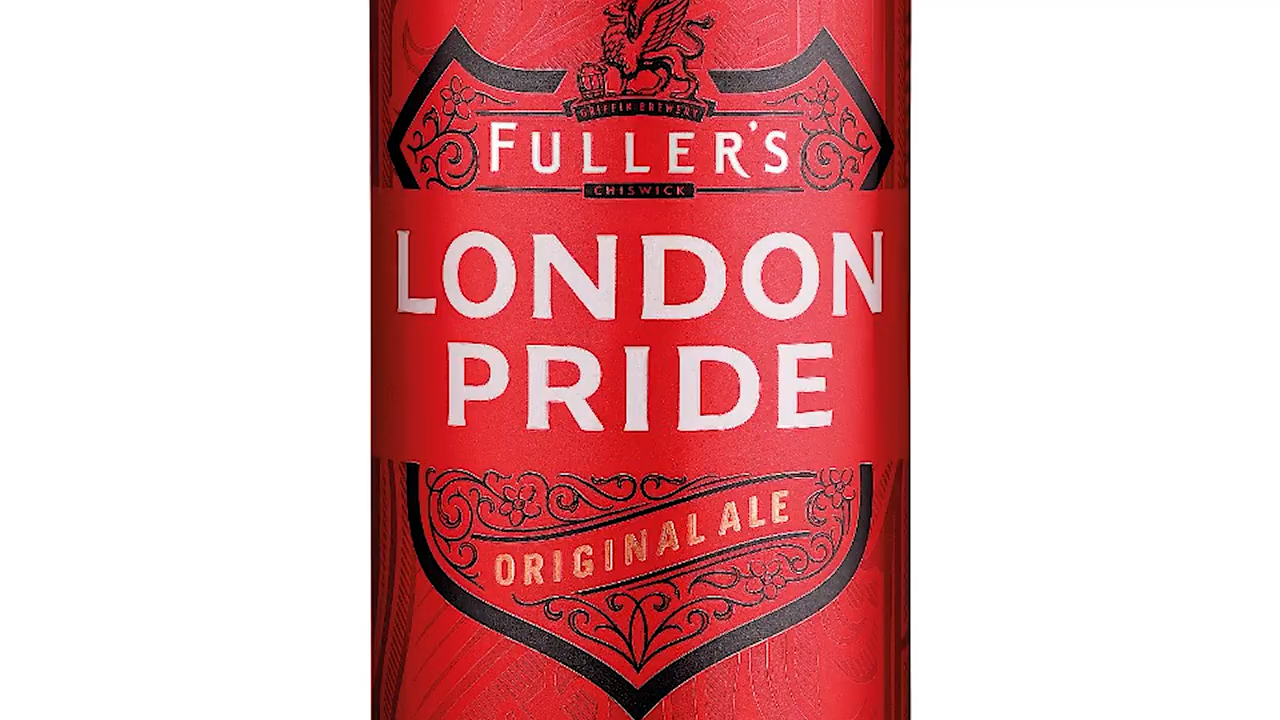 GRIFFIN BREWERY
FULLER'S
CHISWICK
LONDON
PRIDE
ORIGINAL ALE